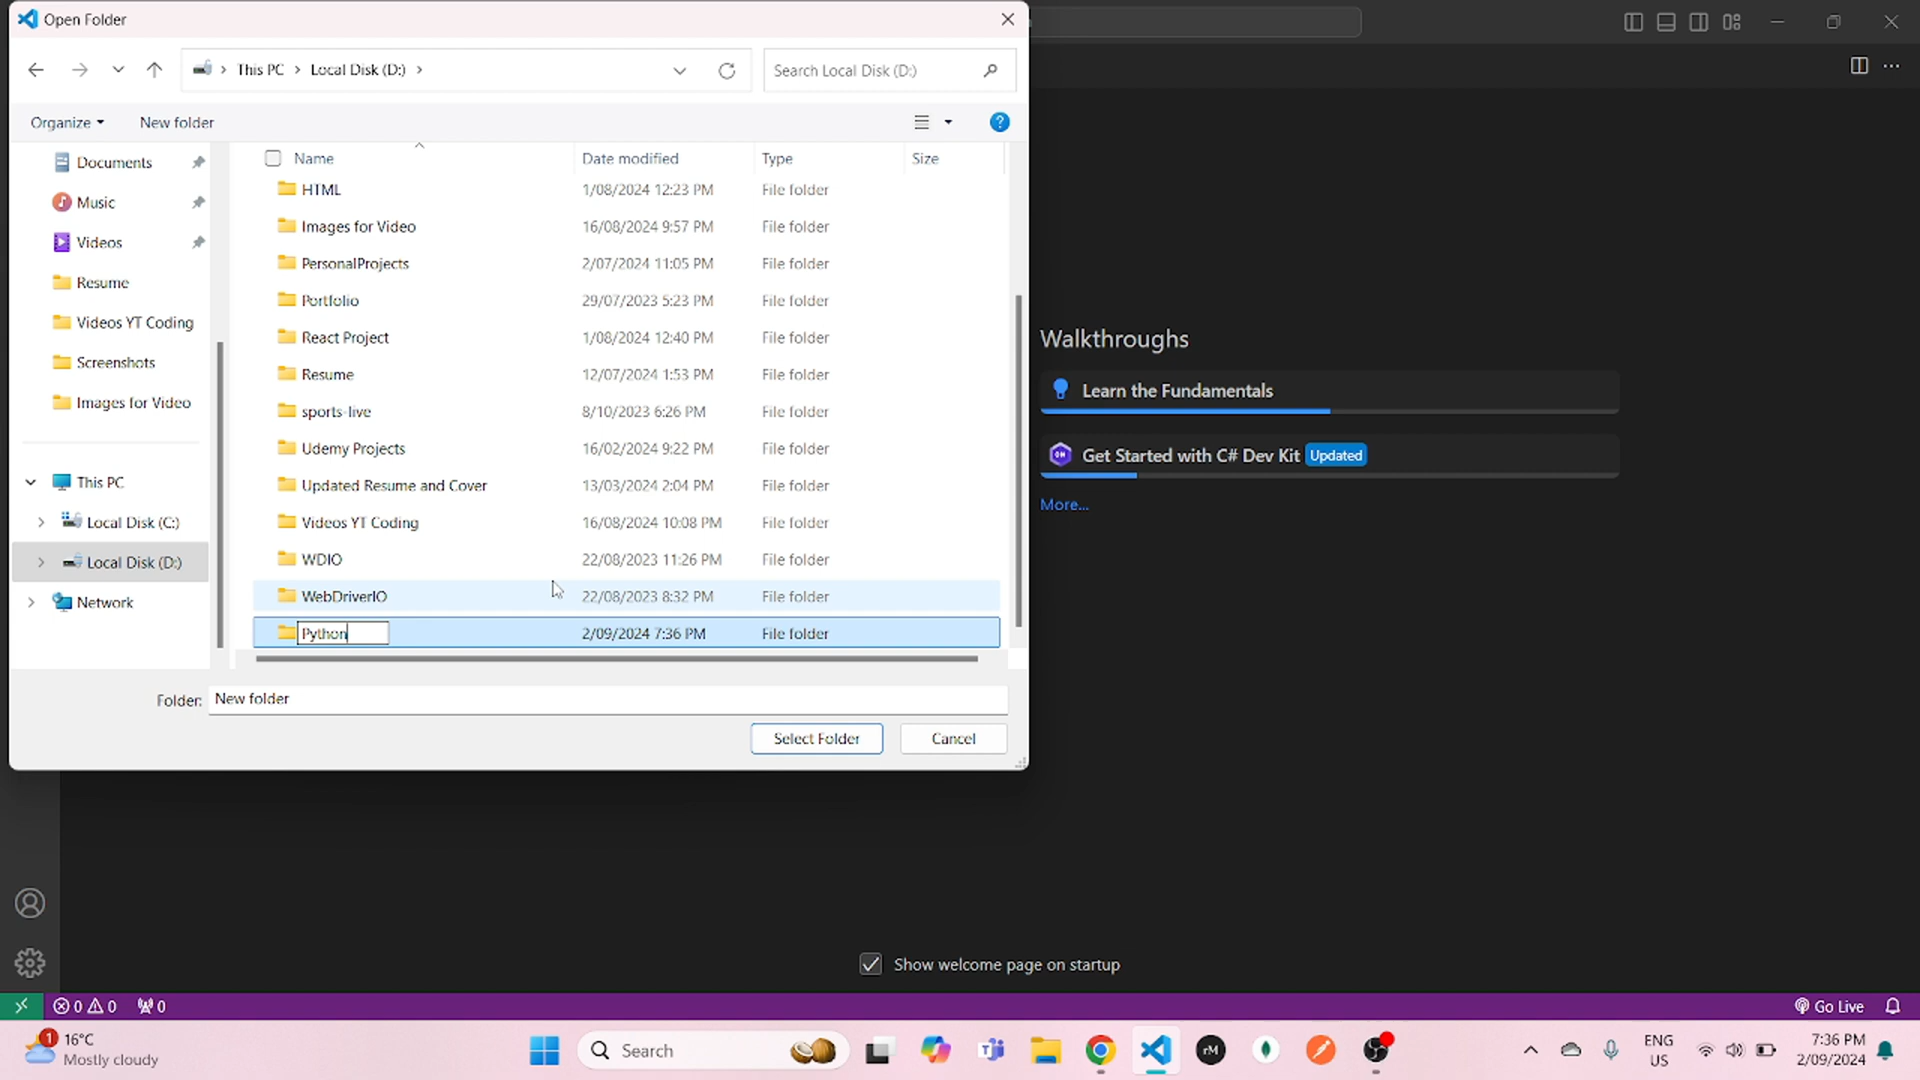 Open Folder
This PC > Local Disk (D:) >
Search Local Disk (D:)
Organize
New folder
Name
Date modified
Type
Size
Documents
Music
Videos
Resume
Videos YT Coding
Screenshots
Images for Video
This PC
Local Disk (C:)
Local Disk (D:)
Network
HTML 1/08/2024 12:23 PM File folder
Images for Video 16/08/2024 9:57 PM File folder
PersonalProjects 2/07/2024 11:05 PM File folder
Portfolio 29/07/2023 5:23 PM File folder
React Project 1/08/2024 12:40 PM File folder
Resume 12/07/2024 1:53 PM File folder
sports-live 8/10/2023 6:26 PM File folder
Udemy Projects 16/02/2024 9:22 PM File folder
Updated Resume and Cover 13/03/2024 2:04 PM File folder
Videos YT Coding 16/08/2024 10:08 PM File folder
WDIO 22/08/2023 11:26 PM File folder
WebDriverIO 22/08/2023 8:32 PM File folder
Python 2/09/2024 7:36 PM File folder
Folder: New folder
Select Folder
Cancel
Walkthroughs
Learn the Fundamentals
Get Started with C# Dev Kit Updated
More...
Show welcome page on startup
0 0 0
Go Live
1
16°C
Mostly cloudy
Search
rM
ENG
US
7:36 PM
2/09/2024